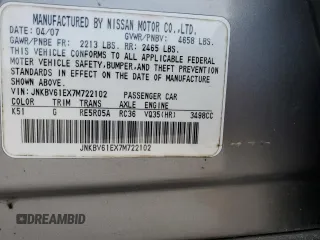 MANUFACTURED BY NISSAN MOTOR CO.,LTD.
DATE: 04/07 GVWR/PNBV: 4658 LBS.
GAWR/PNBE FR: 2213 LBS. RR: 2465 LBS.
THIS VEHICLE CONFORMS TO ALL APPLICABLE FEDERAL
MOTOR VEHICLE SAFETY,BUMPER,AND THEFT PREVENTION
STANDARDS IN EFFECT ON THE DATE OF MANUFACTURE
SHOWN ABOVE.
VIN: JNKBV61EX7M722102 PASSENGER CAR
COLOR TRIM TRANS AXLE ENGINE
K51 G RE5R05A RC36 VQ35(HR) 3498CC
JNKBV61EX7M722102
DREAMBID